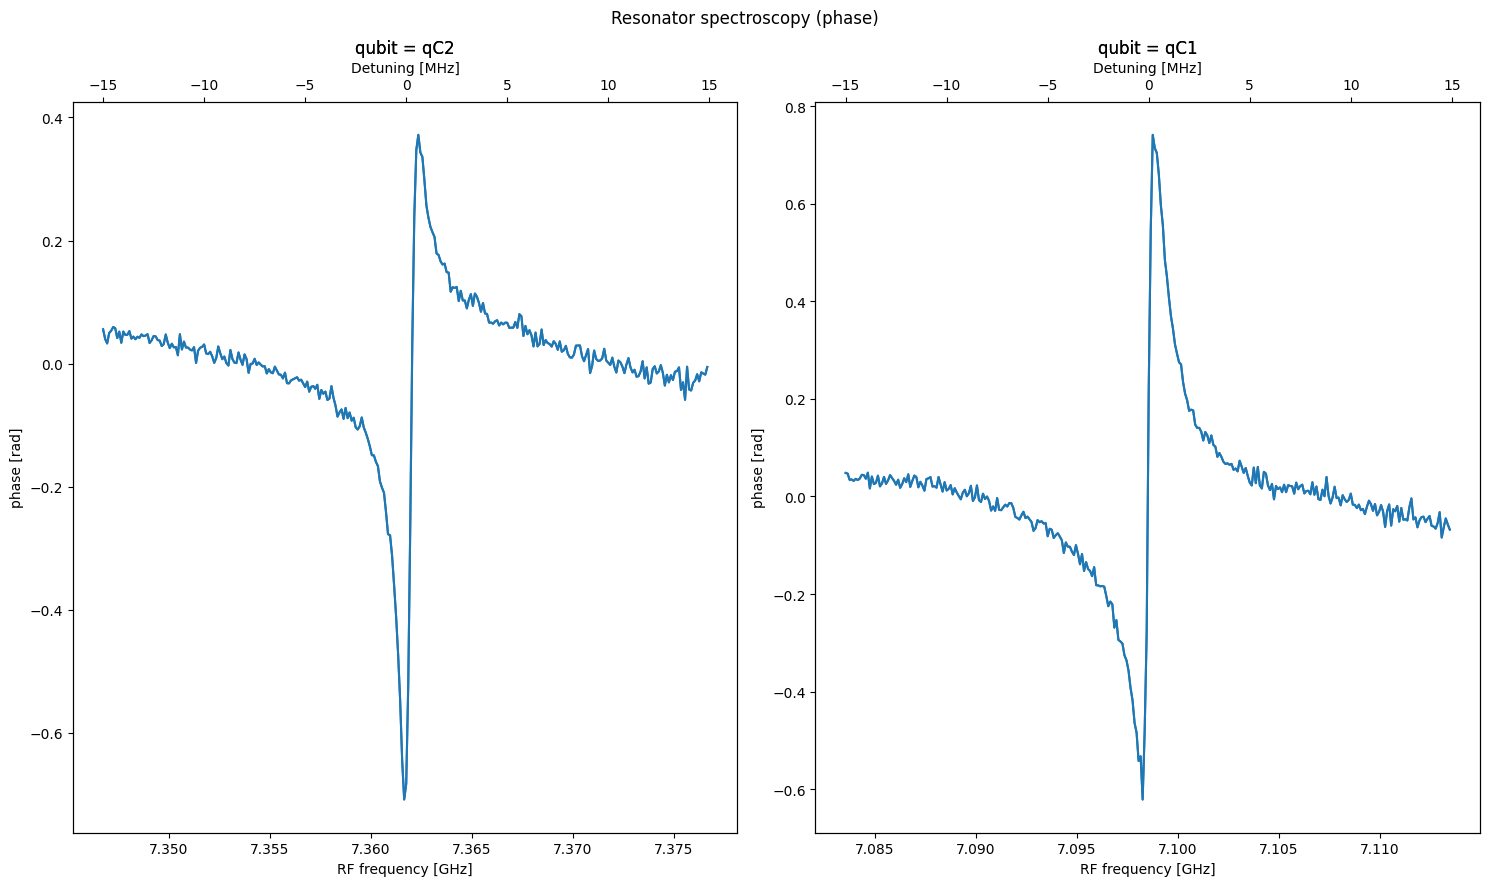 Resonator spectroscopy (phase)
qubit = qC2
Detuning [MHz]
−15 −10 −5 0 5 10 15
0.4
0.2
0.0
−0.2
−0.4
−0.6
phase [rad]
7.350 7.355 7.360 7.365 7.370 7.375
RF frequency [GHz]
qubit = qC1
Detuning [MHz]
−15 −10 −5 0 5 10 15
0.8
0.6
0.4
0.2
0.0
−0.2
−0.4
−0.6
phase [rad]
7.085 7.090 7.095 7.100 7.105 7.110
RF frequency [GHz]